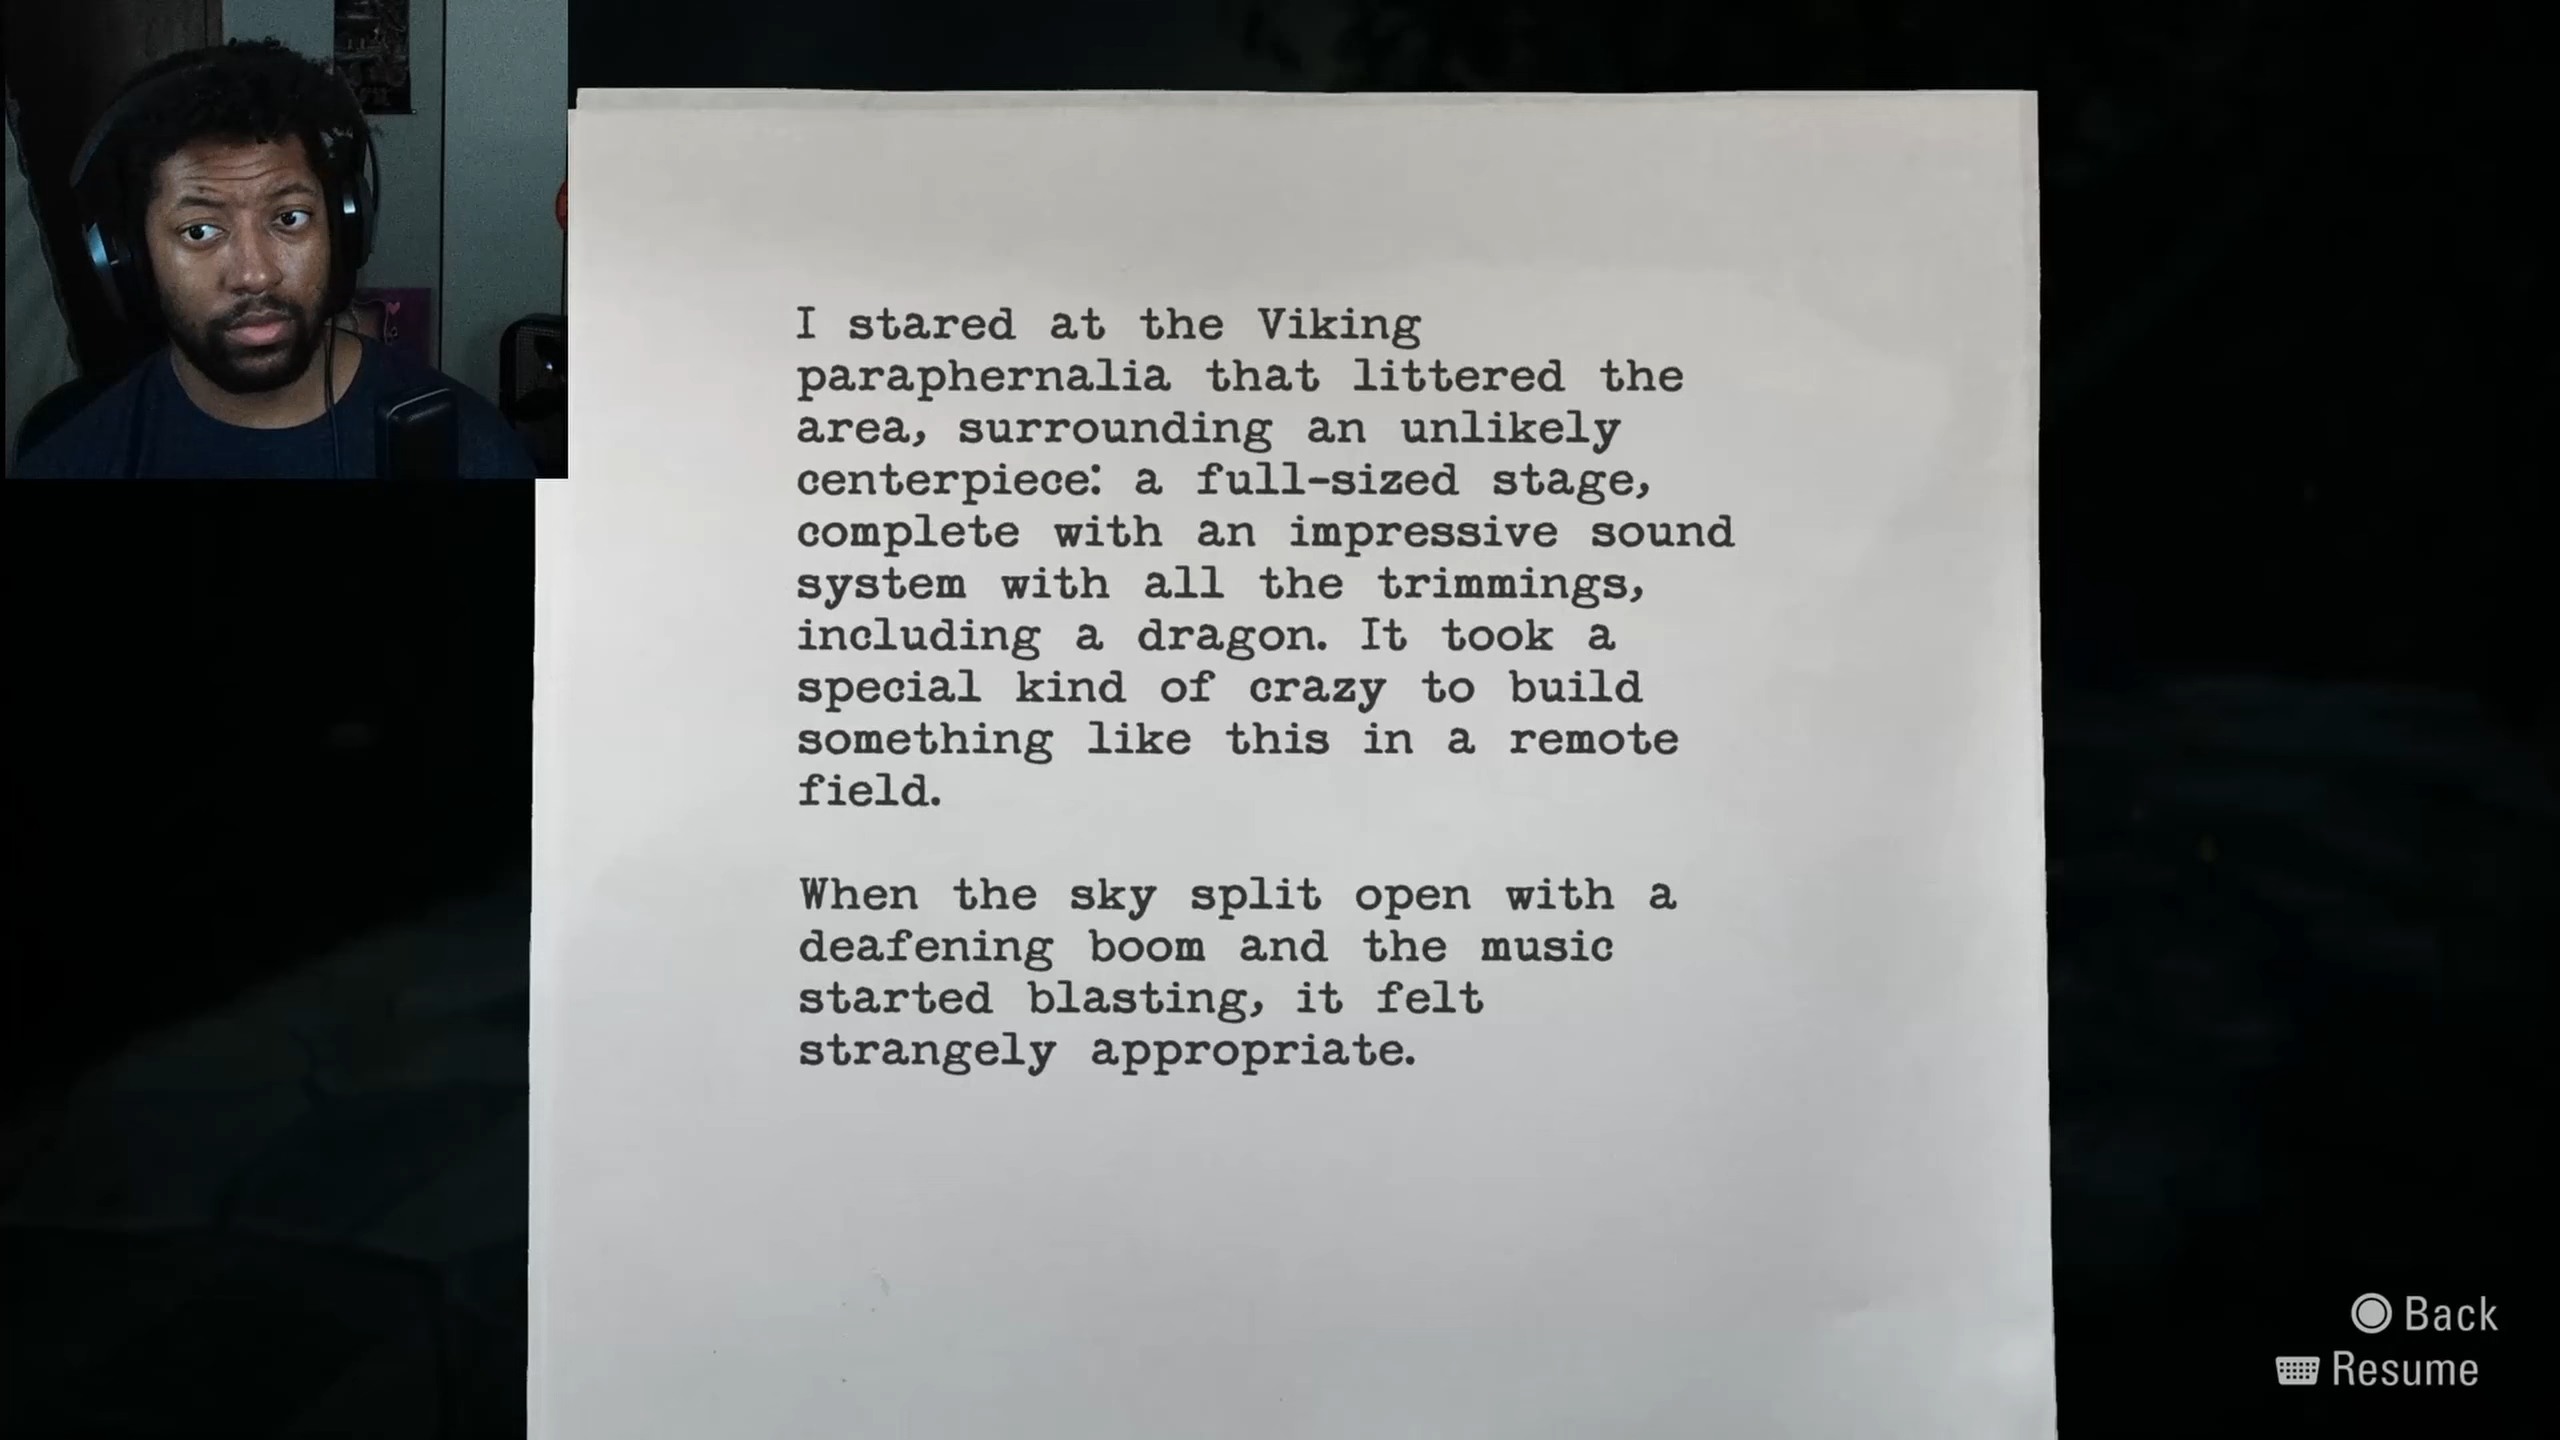 I stared at the Viking
paraphernalia that littered the
area, surrounding an unlikely
centerpiece: a full-sized stage,
complete with an impressive sound
system with all the trimmings,
including a dragon. It took a
special kind of crazy to build
something like this in a remote
field.
When the sky split open with a
deafening boom and the music
started blasting, it felt
strangely appropriate.
Back
Resume